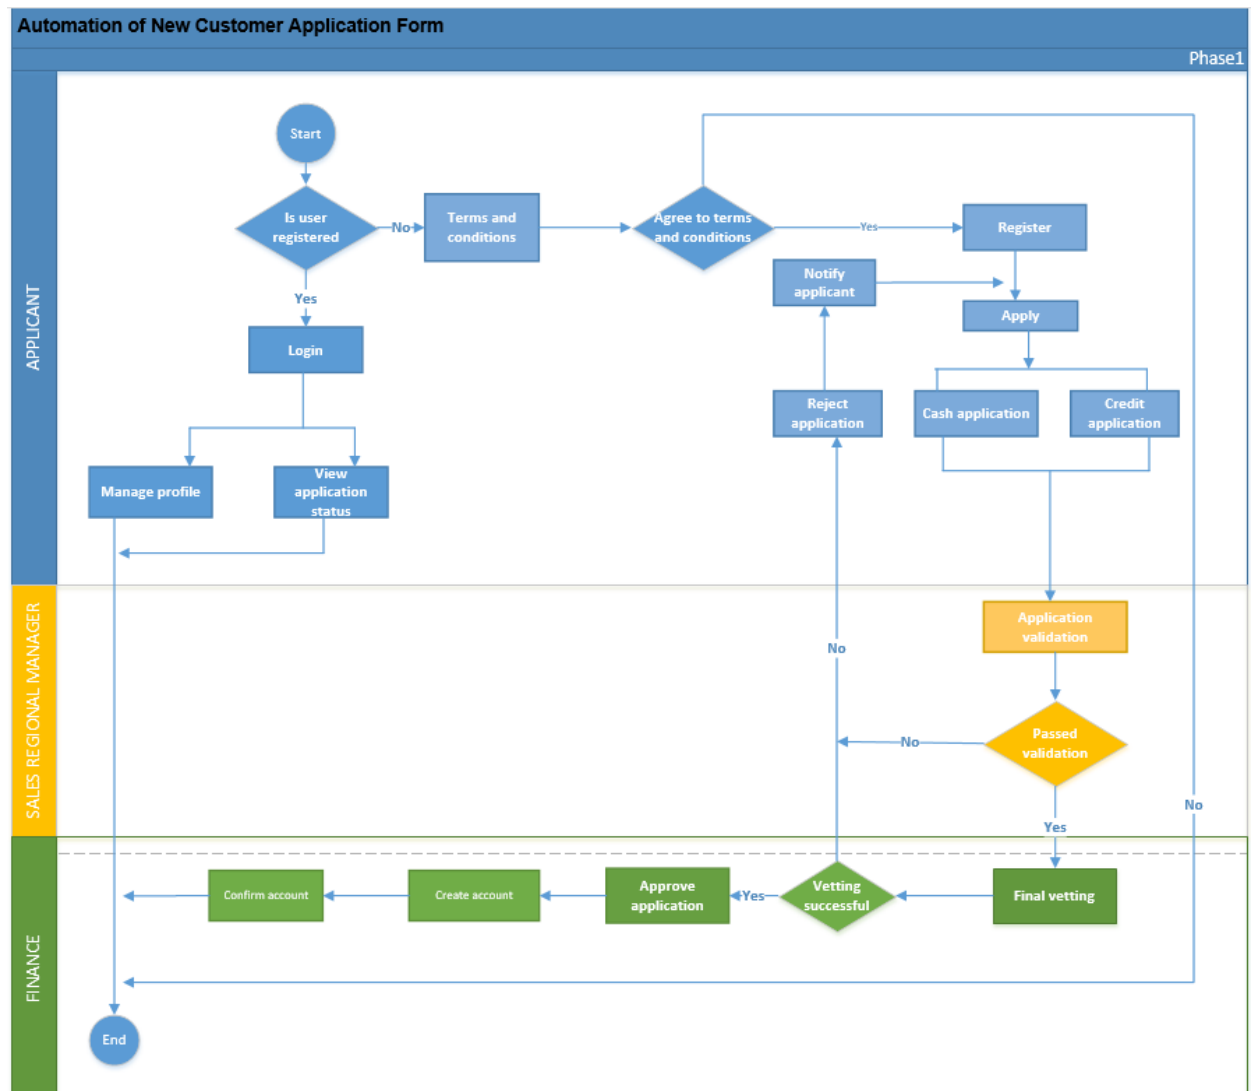 Automation of New Customer Application Form
Phase1
APPLICANT
Start
Is user
registered
No
Terms and
conditions
Agree to terms
and conditions
Yes
Register
Notify
applicant
Apply
Yes
Login
Reject
application
Cash application
Credit
application
Manage profile
View
application
status
SALES REGIONAL MANAGER
Application
validation
No
Passed
validation
No
No
Yes
FINANCE
Confirm account
Create account
Approve
application
Yes
Vetting
successful
Final vetting
End